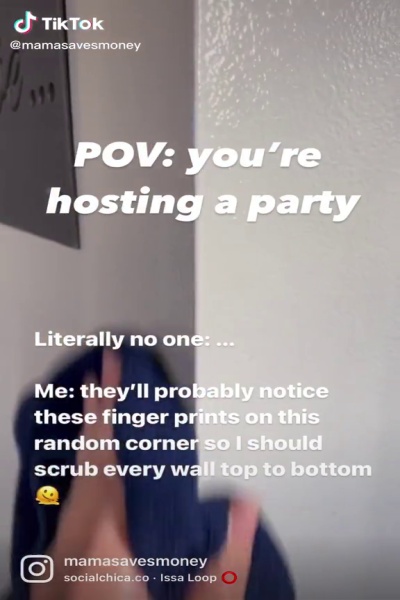 TikTok
@mamasavesmoney
POV: you're
hosting a party
Literally no one: ...
Me: they'll probably notice
these finger prints on this
random corner so I should
scrub every wall top to bottom
🫠
mamasavesmoney
socialchica.co · Issa Loop ⭕